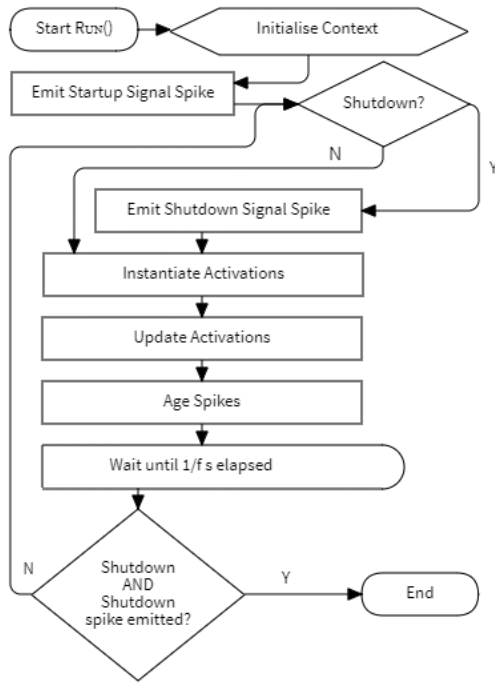 Start RUN()
Initialise Context
Emit Startup Signal Spike
Shutdown?
N
Y
Emit Shutdown Signal Spike
Instantiate Activations
Update Activations
Age Spikes
Wait until 1/f s elapsed
N
Shutdown
AND
Shutdown
spike emitted?
Y
End